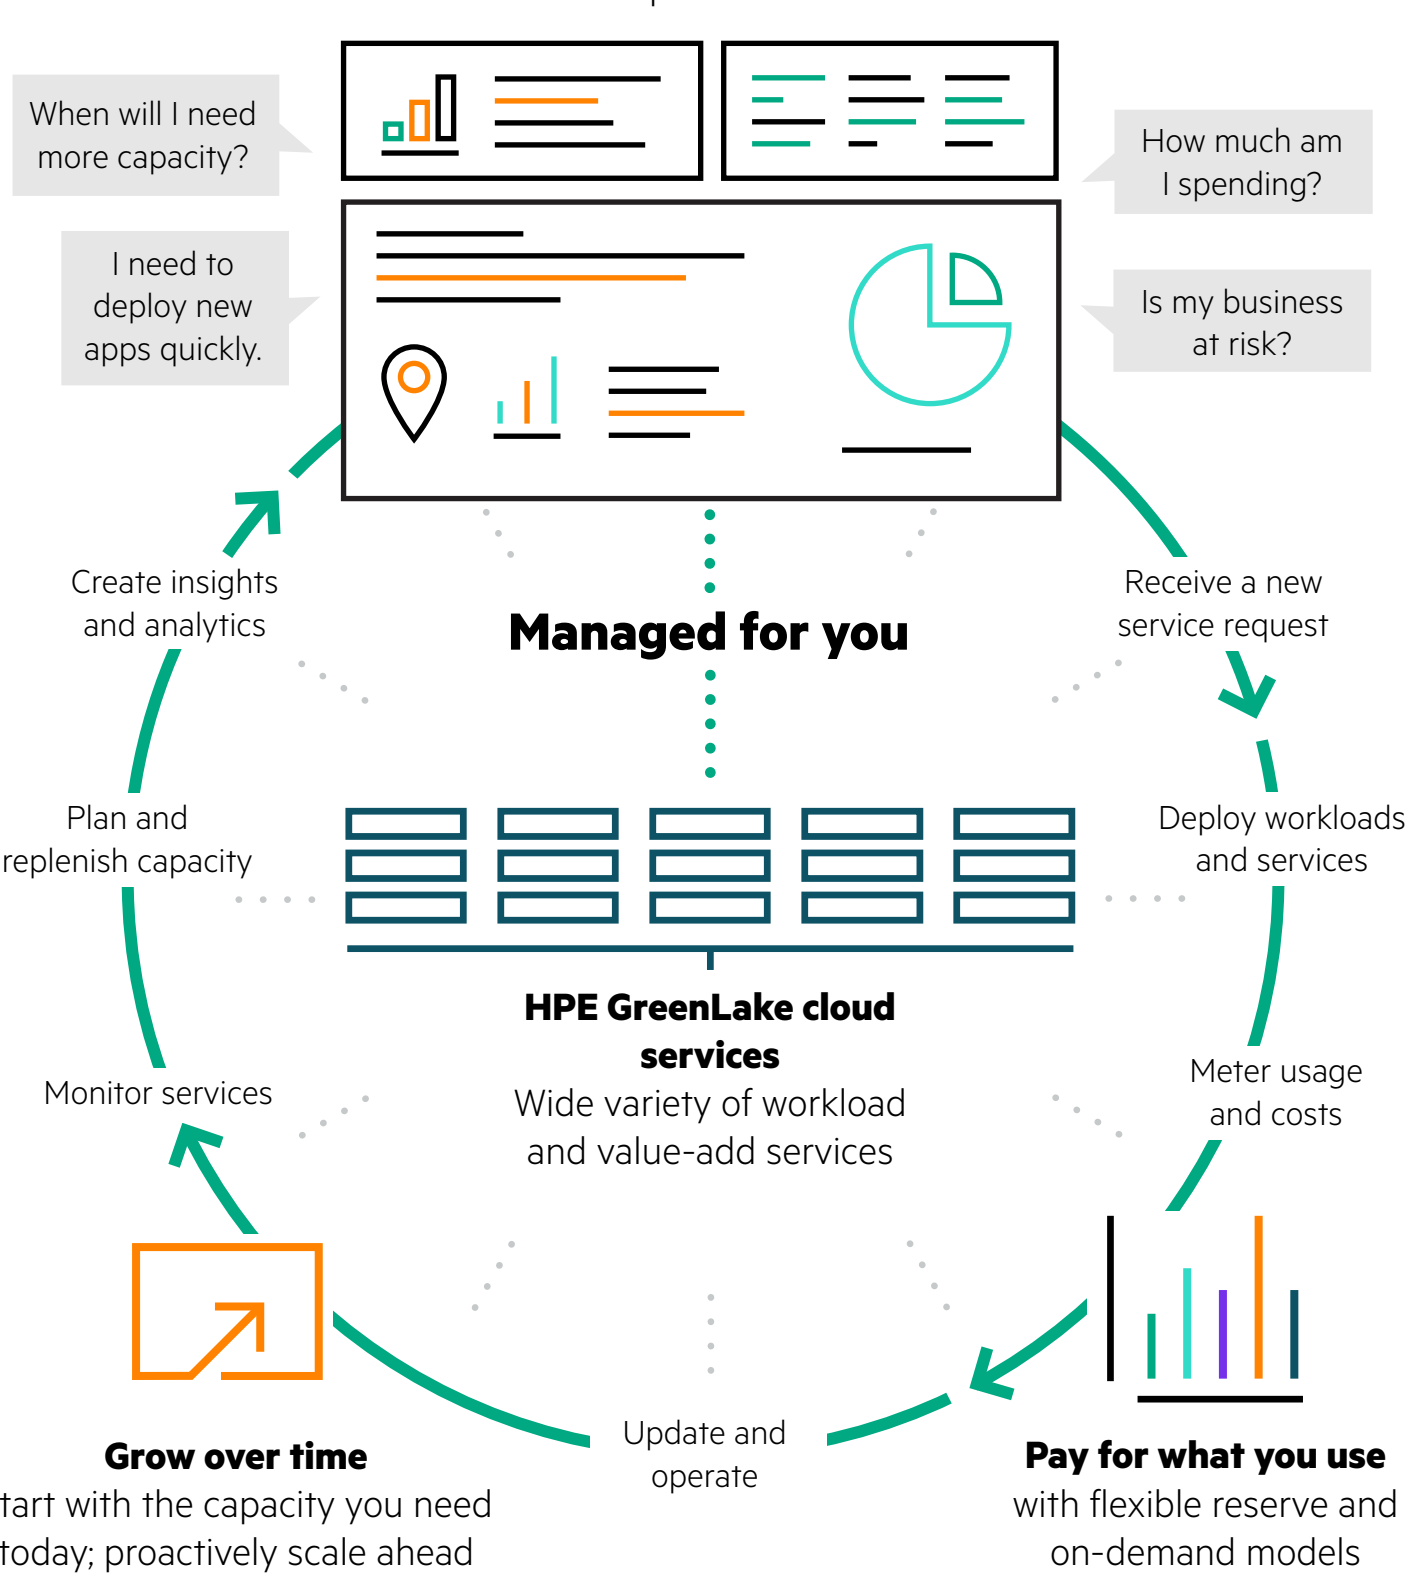 When will I need
more capacity?
How much am
I spending?
I need to
deploy new
apps quickly.
Is my business
at risk?
Create insights
and analytics
Managed for you
Receive a new
service request
Plan and
replenish capacity
Deploy workloads
and services
HPE GreenLake cloud
services
Wide variety of workload
and value-add services
Monitor services
Meter usage
and costs
Update and
operate
Grow over time
tart with the capacity you need
today; proactively scale ahead
Pay for what you use
with flexible reserve and
on-demand models